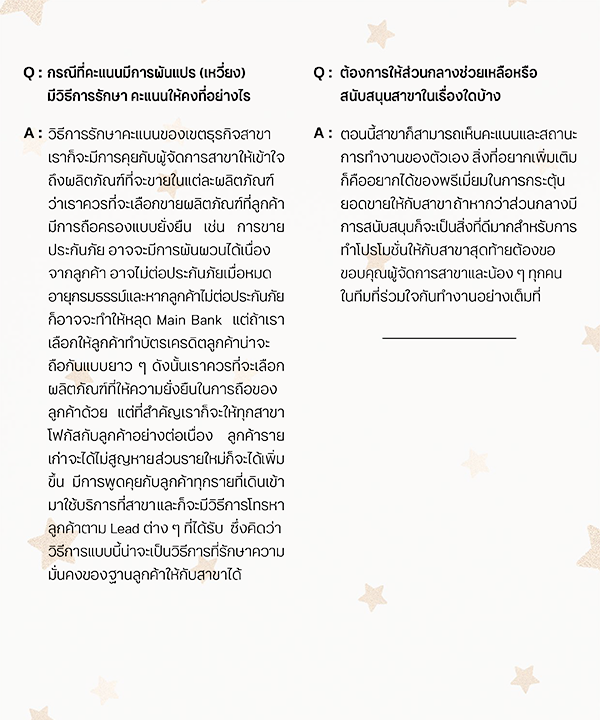 Q : กรณีที่คะแนนมีการผันแปร (เหวี่ยง)
มีวิธีการรักษา คะแนนให้คงที่อย่างไร
A : วิธีการรักษาคะแนนของเขตธุรกิจสาขา
เราก็จะมีการคุยกับผู้จัดการสาขาให้เข้าใจ
ถึงผลิตภัณฑ์ที่จะขายในแต่ละผลิตภัณฑ์
ว่าเราควรที่จะเลือกขายผลิตภัณฑ์ที่ลูกค้า
มีการถือครองแบบยั่งยืน เช่น การขาย
ประกันภัย อาจจะมีการผันผวนได้เนื่อง
จากลูกค้า อาจไม่ต่อประกันภัยเมื่อหมด
อายุกรมธรรม์และหากลูกค้าไม่ต่อประกันภัย
ก็อาจจะทำให้หลุด Main Bank แต่ถ้าเรา
เลือกให้ลูกค้าทำบัตรเครดิตลูกค้าน่าจะ
ถือกันแบบยาว ๆ ดังนั้นเราควรที่จะเลือก
ผลิตภัณฑ์ที่ให้ความยั่งยืนในการถือของ
ลูกค้าด้วย แต่ที่สำคัญเราก็จะให้ทุกสาขา
โฟกัสกับลูกค้าอย่างต่อเนื่อง ลูกค้าราย
เก่าจะได้ไม่สูญหายส่วนรายใหม่ก็จะได้เพิ่ม
ขึ้น มีการพูดคุยกับลูกค้าทุกรายที่เดินเข้า
มาใช้บริการที่สาขาและก็จะมีวิธีการโทรหา
ลูกค้าตาม Lead ต่าง ๆ ที่ได้รับ ซึ่งคิดว่า
วิธีการแบบนี้น่าจะเป็นวิธีการที่รักษาความ
มั่นคงของฐานลูกค้าให้กับสาขาได้
Q : ต้องการให้ส่วนกลางช่วยเหลือหรือ
สนับสนุนสาขาในเรื่องใดบ้าง
A : ตอนนี้สาขาก็สามารถเห็นคะแนนและสถานะ
การทำงานของตัวเอง สิ่งที่อยากเพิ่มเติม
ก็คืออยากได้ของพรีเมี่ยมในการกระตุ้น
ยอดขายให้กับสาขา ถ้าหากว่าส่วนกลางมี
การสนับสนุนก็จะเป็นสิ่งที่ดีมากสำหรับการ
ทำโปรโมชั่นให้กับสาขาสุดท้ายต้องขอ
ขอบคุณผู้จัดการสาขาและน้อง ๆ ทุกคน
ในทีมที่ร่วมใจกันทำงานอย่างเต็มที่